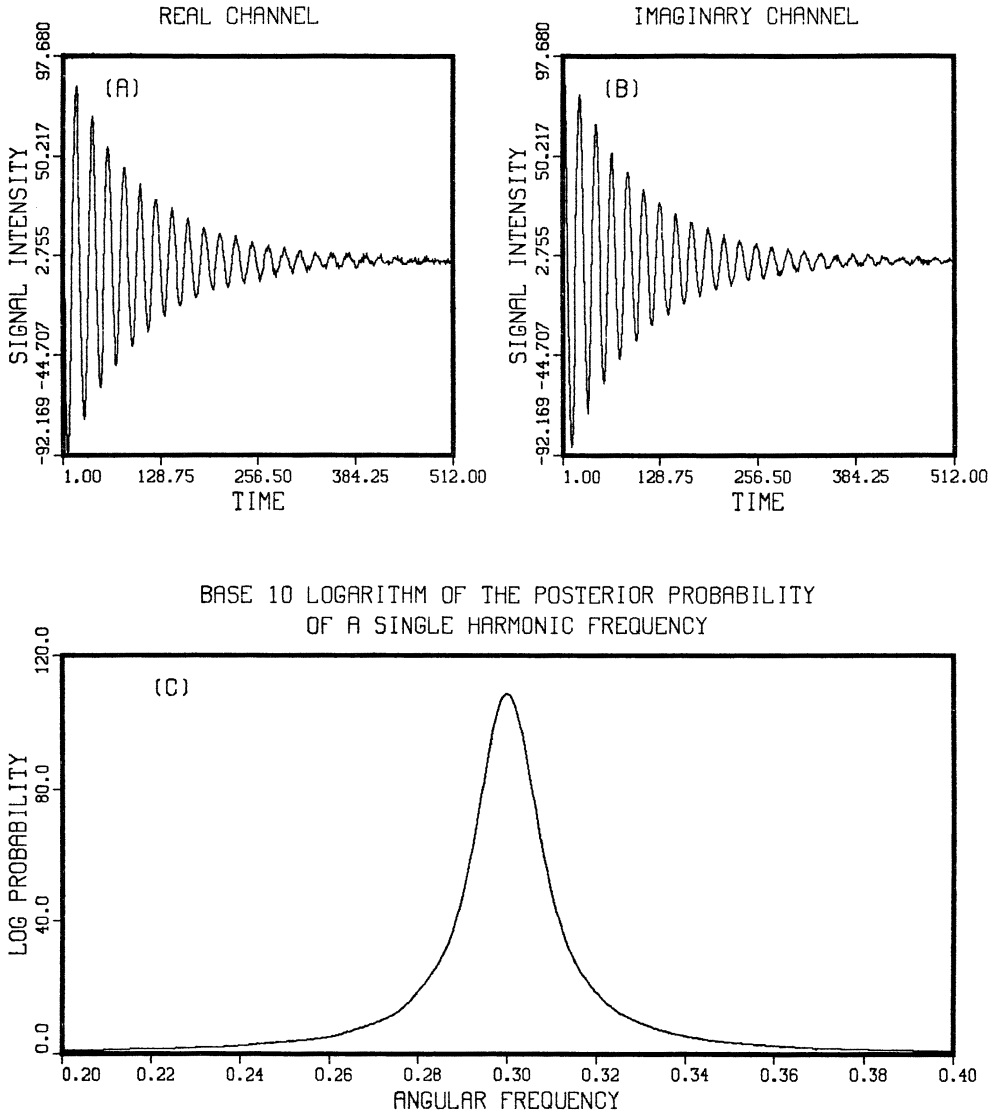 REAL CHANNEL
(A)
SIGNAL INTENSITY
97.680
50.217
2.755
-44.707
-92.169
1.00 128.75 256.50 384.25 512.00
TIME
IMAGINARY CHANNEL
(B)
SIGNAL INTENSITY
97.680
50.217
2.755
-44.707
-92.169
1.00 128.75 256.50 384.25 512.00
TIME
BASE 10 LOGARITHM OF THE POSTERIOR PROBABILITY
OF A SINGLE HARMONIC FREQUENCY
(C)
LOG PROBABILITY
120.0
80.0
40.0
0.0
0.20 0.22 0.24 0.26 0.28 0.30 0.32 0.34 0.36 0.38 0.40
ANGULAR FREQUENCY